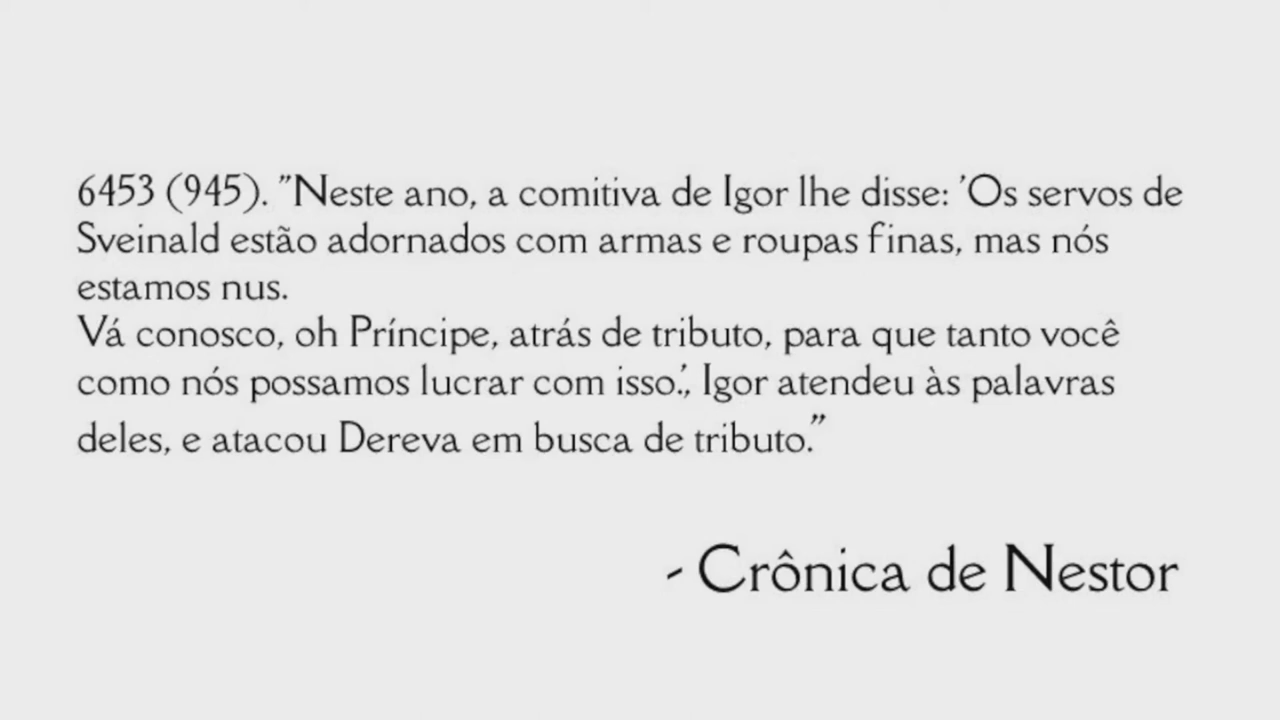 6453 (945). "Neste ano, a comitiva de Igor lhe disse: 'Os servos de
Sveinald estão adornados com armas e roupas finas, mas nós
estamos nus.
Vá conosco, oh Príncipe, atrás de tributo, para que tanto você
como nós possamos lucrar com isso.', Igor atendeu às palavras
deles, e atacou Dereva em busca de tributo."
- Crônica de Nestor